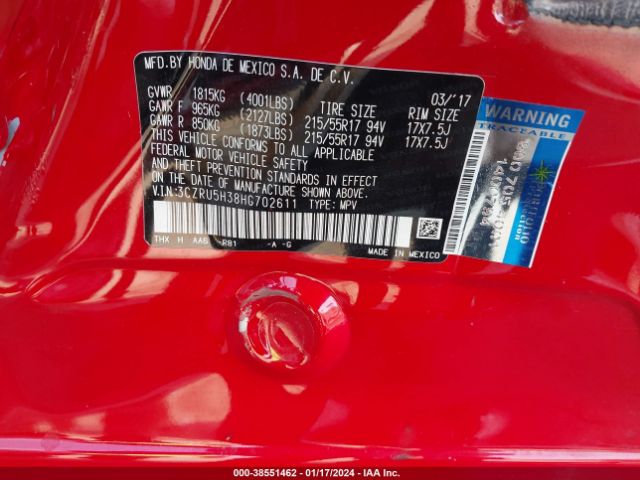 MFD.BY HONDA DE MEXICO S.A. DE C.V.
03/'17
GVWR 1815KG (4001LBS) TIRE SIZE RIM SIZE
GAWR F 965KG (2127LBS) 215/55R17 94V 17X7.5J
GAWR R 850KG (1873LBS) 215/55R17 94V 17X7.5J
THIS VEHICLE CONFORMS TO ALL APPLICABLE
FEDERAL MOTOR VEHICLE SAFETY
AND THEFT PREVENTION STANDARDS IN EFFECT ON THE
DATE OF MANUFACTURE SHOWN ABOVE.
V.I.N:3CZRU5H38HG702611 TYPE: MPV
THX H AA6 R81 -A -G
MADE IN MEXICO
WARNING
TRACEABLE
000-38551462 - 01/17/2024 - IAA Inc.